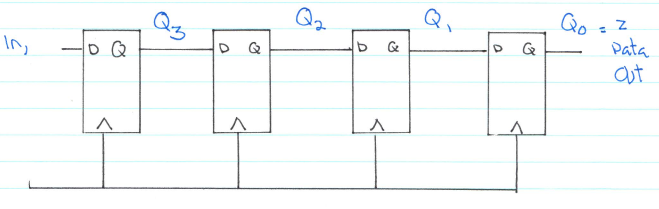 Q3 Q2 Q1 Q0 = Z
In, D Q D Q D Q D Q Data
Out